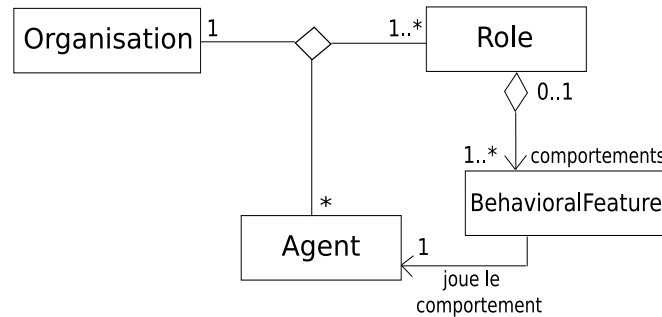 Organisation
1
1..*
Role
0..1
1..*
comportements
BehavioralFeature
*
Agent
1
joue le
comportement